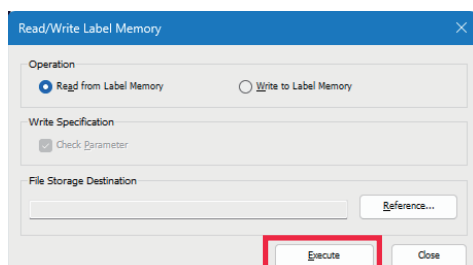 Read/Write Label Memory
Operation
Read from Label Memory Write to Label Memory
Write Specification
Check Parameter
File Storage Destination
Reference...
Execute Close